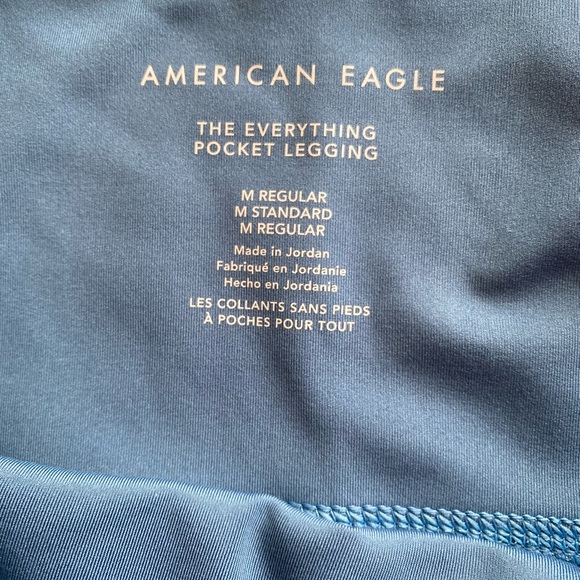 AMERICAN EAGLE
THE EVERYTHING
POCKET LEGGING
M REGULAR
M STANDARD
M REGULAR
Made in Jordan
Fabriqué en Jordanie
Hecho en Jordania
LES COLLANTS SANS PIEDS
À POCHES POUR TOUT